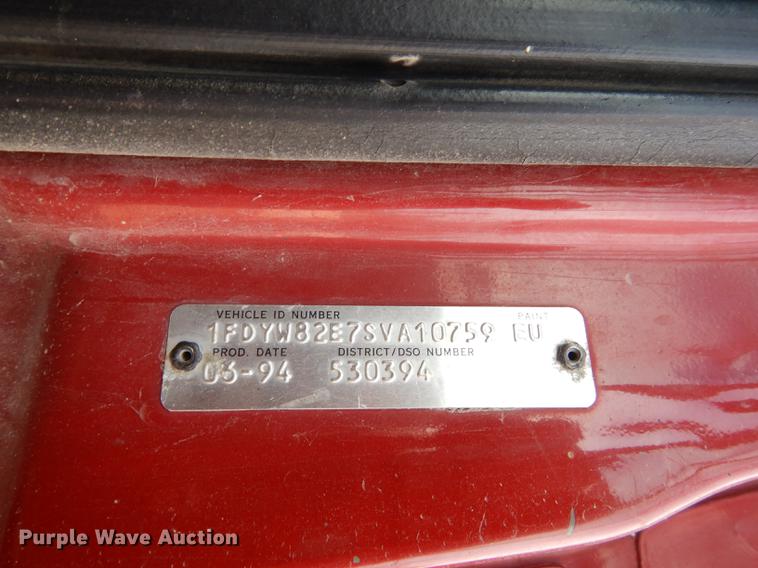 VEHICLE ID NUMBER PAINT
1FDYW82E7SVA10759 EU
PROD. DATE DISTRICT/DSO NUMBER
03-94 530394
Purple Wave Auction